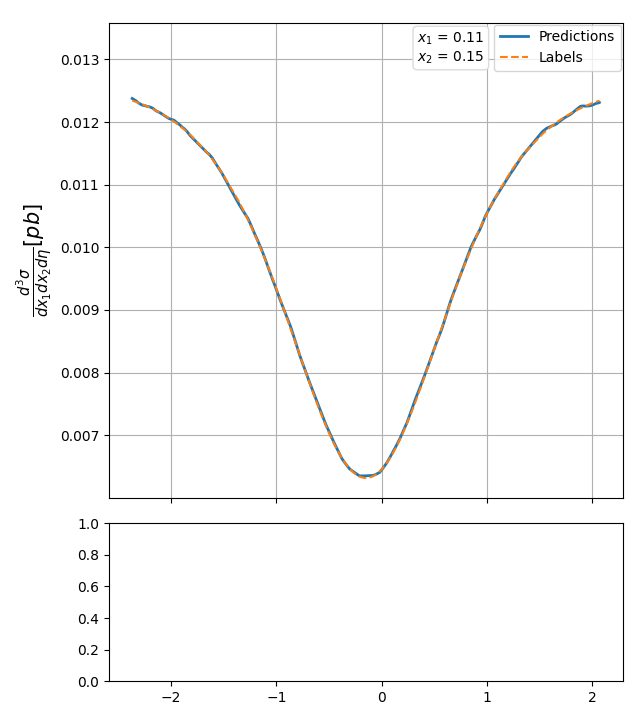 x₁ = 0.11
x₂ = 0.15
Predictions
Labels
d³σ
dx₁dx₂dη
[pb]
0.013
0.012
0.011
0.010
0.009
0.008
0.007
1.0
0.8
0.6
0.4
0.2
0.0
−2 −1 0 1 2